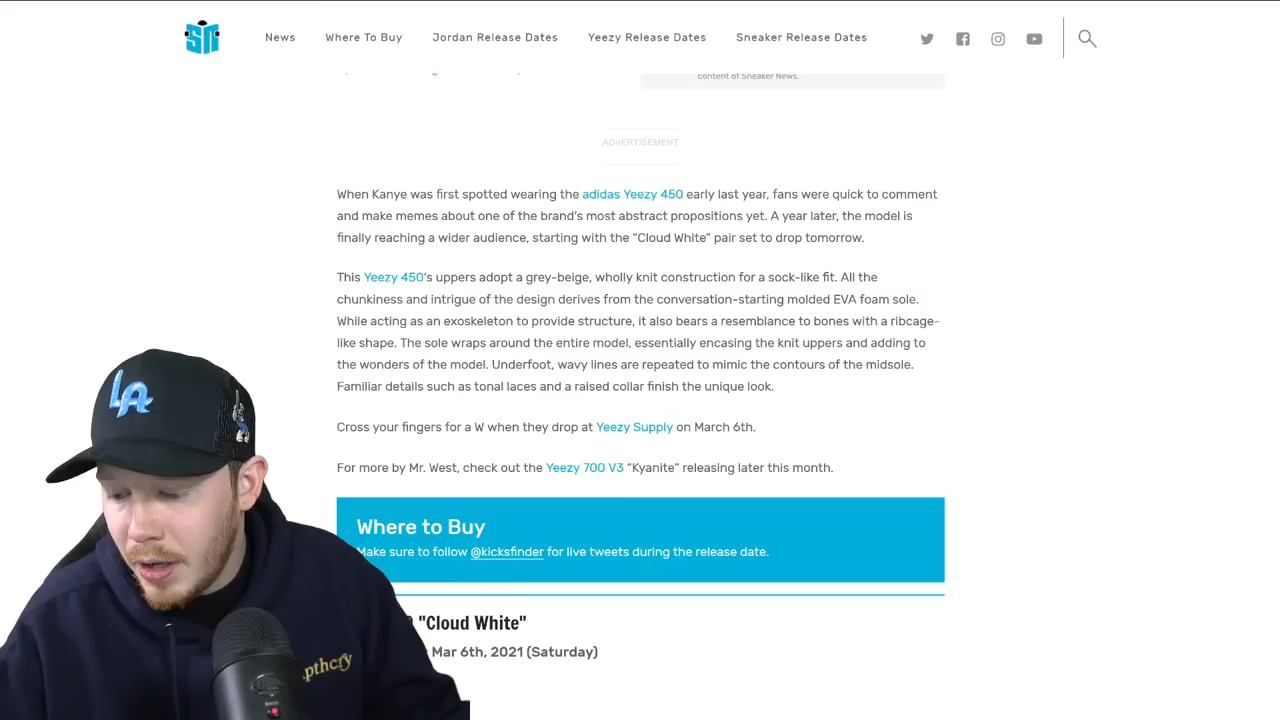 SN
News
Where To Buy
Jordan Release Dates
Yeezy Release Dates
Sneaker Release Dates
content of Sneaker News.
ADVERTISEMENT
When Kanye was first spotted wearing the adidas Yeezy 450 early last year, fans were quick to comment
and make memes about one of the brand's most abstract propositions yet. A year later, the model is
finally reaching a wider audience, starting with the "Cloud White" pair set to drop tomorrow.
This Yeezy 450's uppers adopt a grey-beige, wholly knit construction for a sock-like fit. All the
chunkiness and intrigue of the design derives from the conversation-starting molded EVA foam sole.
While acting as an exoskeleton to provide structure, it also bears a resemblance to bones with a ribcage-
like shape. The sole wraps around the entire model, essentially encasing the knit uppers and adding to
the wonders of the model. Underfoot, wavy lines are repeated to mimic the contours of the midsole.
Familiar details such as tonal laces and a raised collar finish the unique look.
Cross your fingers for a W when they drop at Yeezy Supply on March 6th.
For more by Mr. West, check out the Yeezy 700 V3 "Kyanite" releasing later this month.
Where to Buy
Make sure to follow @kicksfinder for live tweets during the release date.
"Cloud White"
Mar 6th, 2021 (Saturday)
LA
pthcry